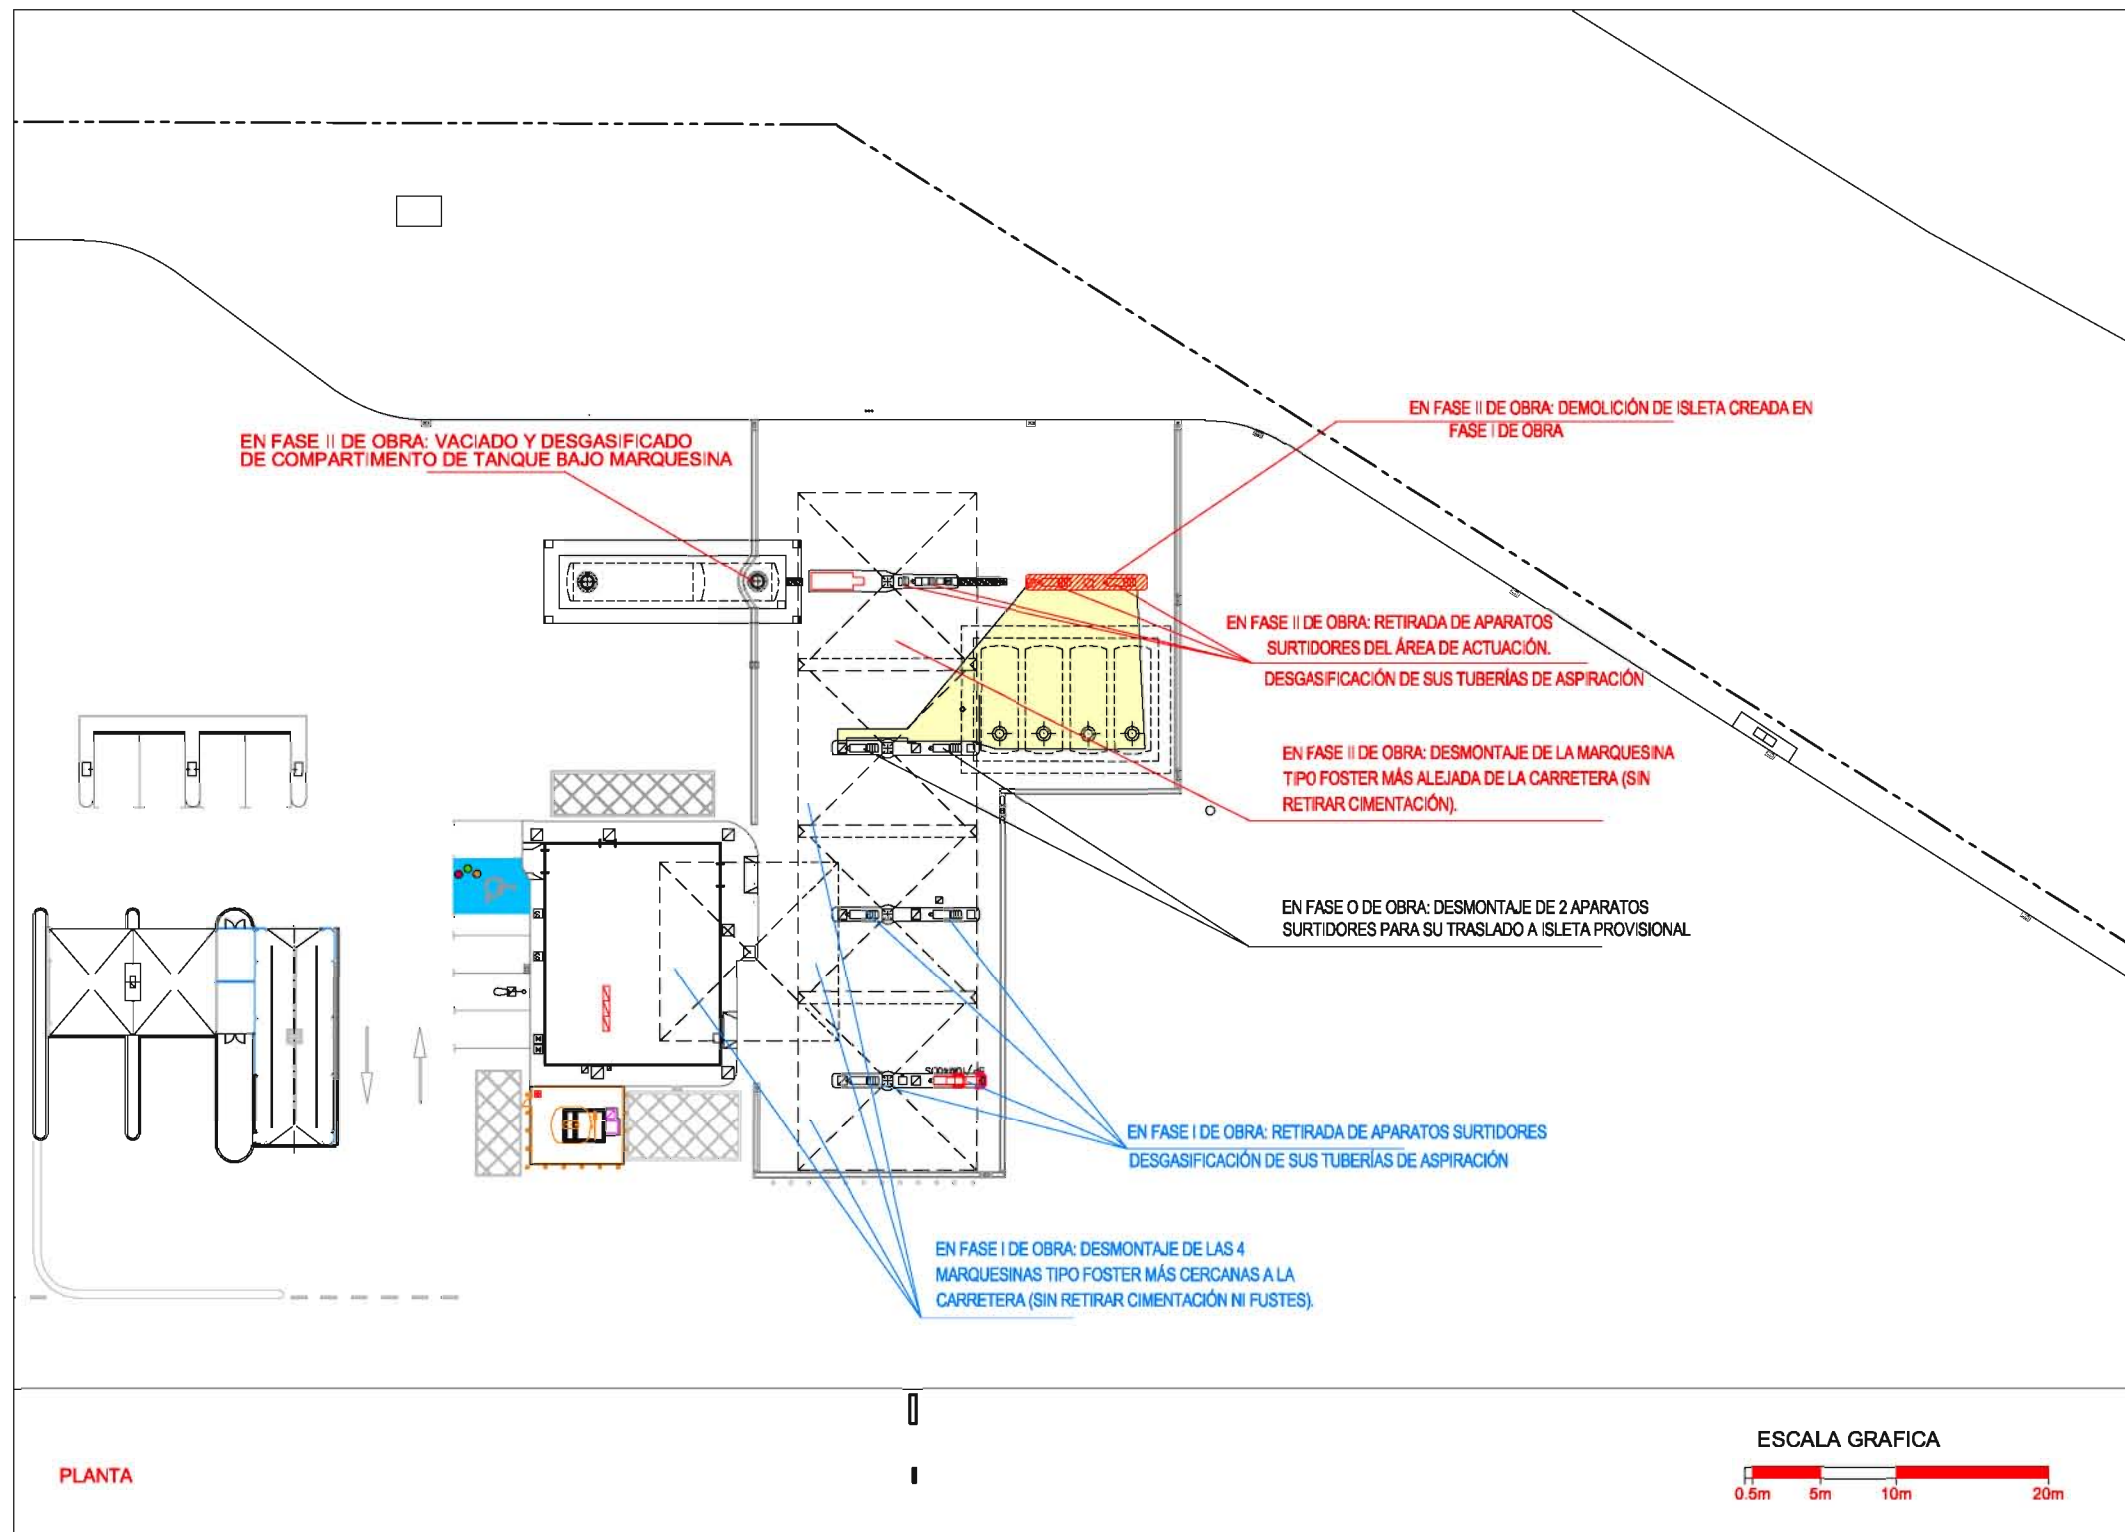 EN FASE II DE OBRA: DEMOLICIÓN DE ISLETA CREADA EN
FASE I DE OBRA
EN FASE II DE OBRA: VACIADO Y DESGASIFICADO
DE COMPARTIMENTO DE TANQUE BAJO MARQUESINA
EN FASE II DE OBRA: RETIRADA DE APARATOS
SURTIDORES DEL ÁREA DE ACTUACIÓN.
DESGASIFICACIÓN DE SUS TUBERÍAS DE ASPIRACIÓN
EN FASE II DE OBRA: DESMONTAJE DE LA MARQUESINA
TIPO FOSTER MÁS ALEJADA DE LA CARRETERA (SIN
RETIRAR CIMENTACIÓN).
EN FASE O DE OBRA: DESMONTAJE DE 2 APARATOS
SURTIDORES PARA SU TRASLADO A ISLETA PROVISIONAL
EN FASE I DE OBRA: RETIRADA DE APARATOS SURTIDORES
DESGASIFICACIÓN DE SUS TUBERÍAS DE ASPIRACIÓN
EN FASE I DE OBRA: DESMONTAJE DE LAS 4
MARQUESINAS TIPO FOSTER MÁS CERCANAS A LA
CARRETERA (SIN RETIRAR CIMENTACIÓN NI FUSTES).
PLANTA
ESCALA GRAFICA
0.5m 5m 10m 20m